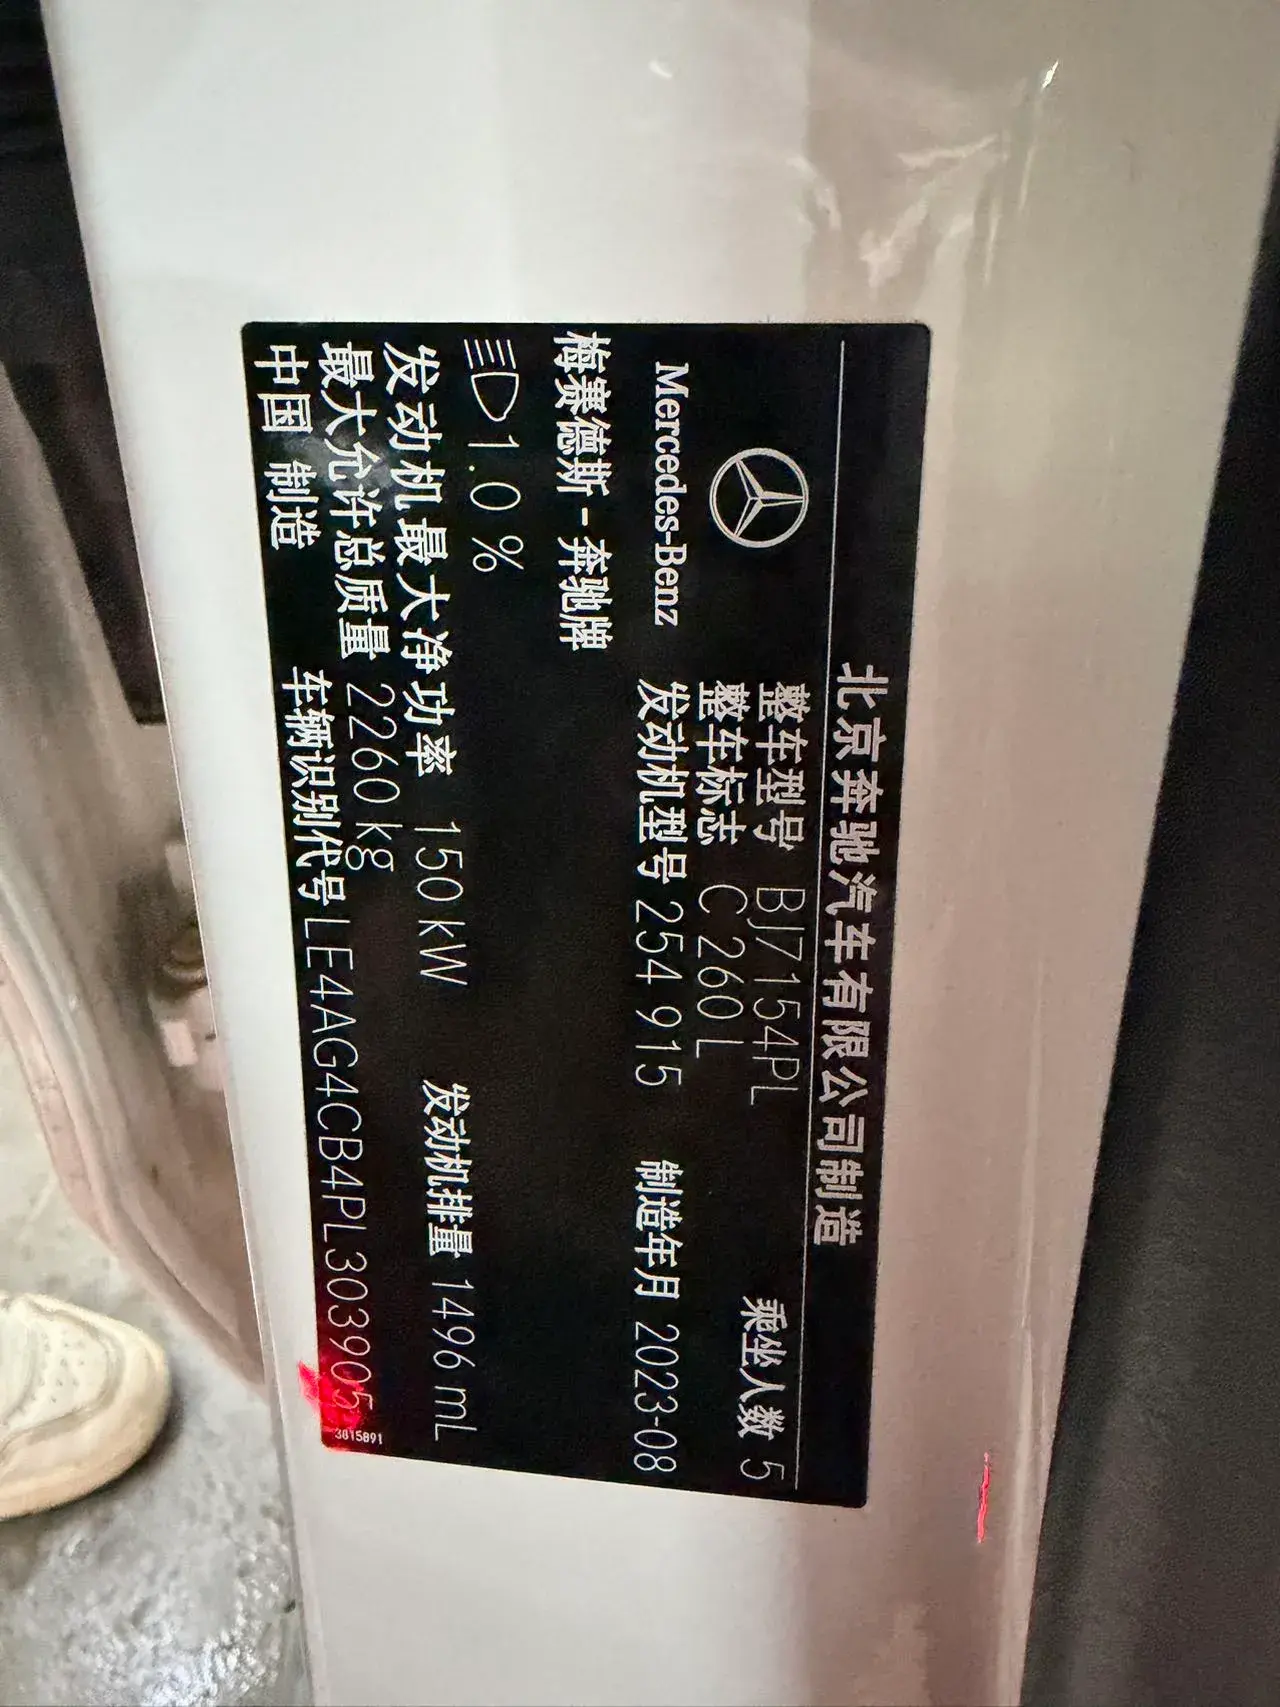 北京奔驰汽车有限公司制造
Mercedes-Benz
整车型号 BJ7154PL 乘坐人数 5
整车标志 C 260 L
发动机型号 254 915 制造年月 2023-08
梅赛德斯-奔驰牌
1.0 %
发动机最大净功率 150 kW 发动机排量 1496 mL
最大允许总质量 2260 kg
中国 制造 车辆识别代号 LE4AG4CB4PL303905
3815891